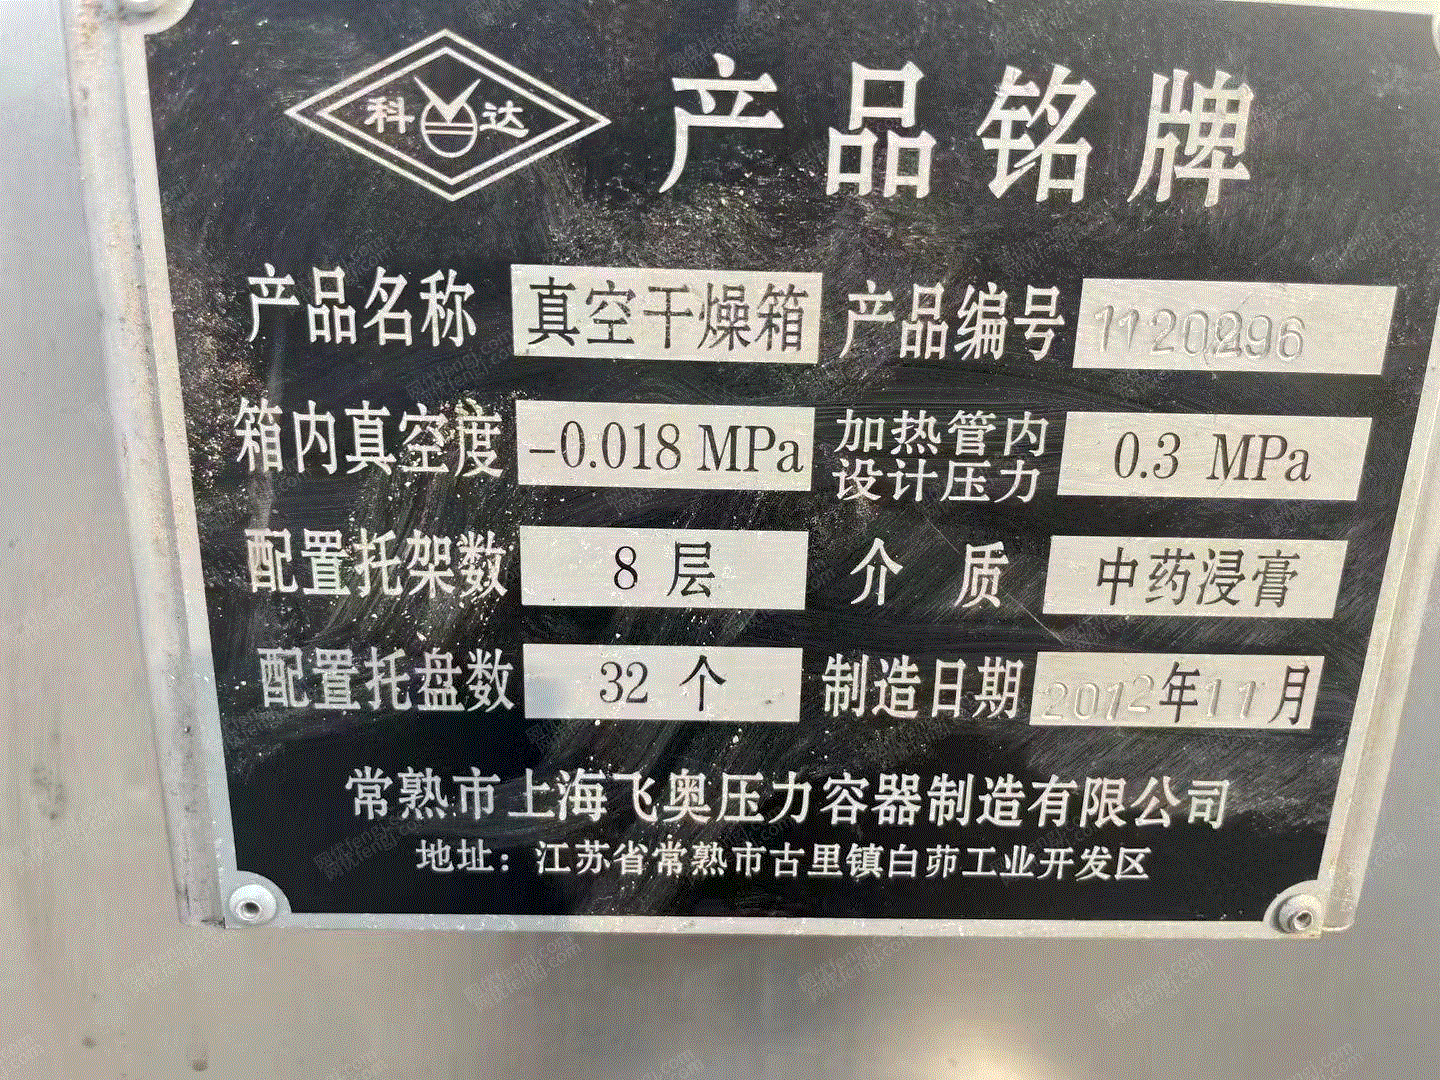 科达
产品铭牌
产品名称 真空干燥箱 产品编号 1120296
箱内真空度 -0.018 MPa 加热管内设计压力 0.3 MPa
配置托架数 8 层 介 质 中药浸膏
配置托盘数 32 个 制造日期 2012年11月
常熟市上海飞奥压力容器制造有限公司
地址：江苏省常熟市古里镇白茆工业开发区